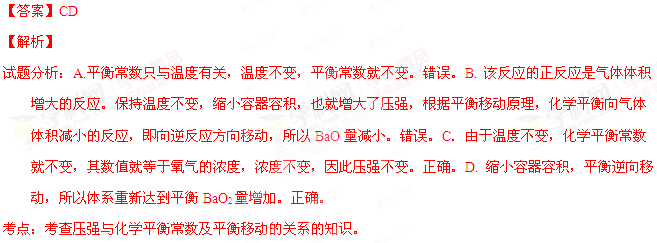 【答案】CD
【解析】
试题分析：A.平衡常数只与温度有关，温度不变，平衡常数就不变。错误。B. 该反应的正反应是气体体积
增大的反应。保持温度不变，缩小容器容积，也就增大了压强，根据平衡移动原理，化学平衡向气体
体积减小的反应，即向逆反应方向移动，所以 BaO 量减小。错误。C．由于温度不变，化学平衡常数
就不变，其数值就等于氧气的浓度，浓度不变，因此压强不变。正确。D. 缩小容器容积，平衡逆向移
动，所以体系重新达到平衡 BaO₂量增加。正确。
考点：考查压强与化学平衡常数及平衡移动的关系的知识。